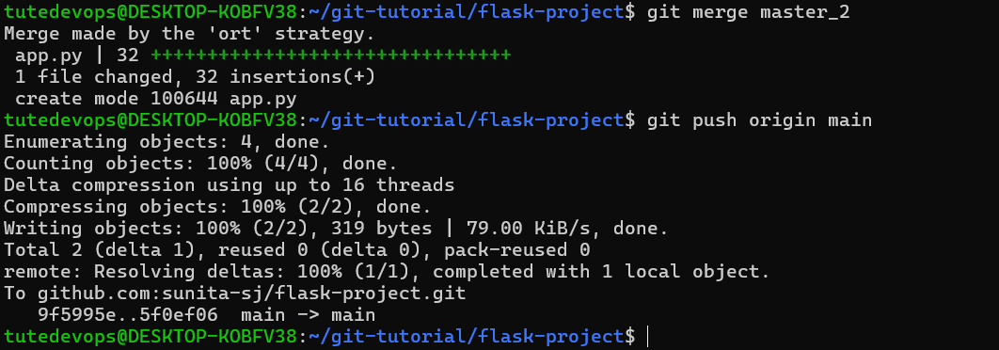 tutedevops@DESKTOP-KOBFV38:~/git-tutorial/flask-project$ git merge master_2
Merge made by the 'ort' strategy.
 app.py | 32 ++++++++++++++++++++++++++++++++
 1 file changed, 32 insertions(+)
 create mode 100644 app.py
tutedevops@DESKTOP-KOBFV38:~/git-tutorial/flask-project$ git push origin main
Enumerating objects: 4, done.
Counting objects: 100% (4/4), done.
Delta compression using up to 16 threads
Compressing objects: 100% (2/2), done.
Writing objects: 100% (2/2), 319 bytes | 79.00 KiB/s, done.
Total 2 (delta 1), reused 0 (delta 0), pack-reused 0
remote: Resolving deltas: 100% (1/1), completed with 1 local object.
To github.com:sunita-sj/flask-project.git
   9f5995e..5f0ef06  main -> main
tutedevops@DESKTOP-KOBFV38:~/git-tutorial/flask-project$